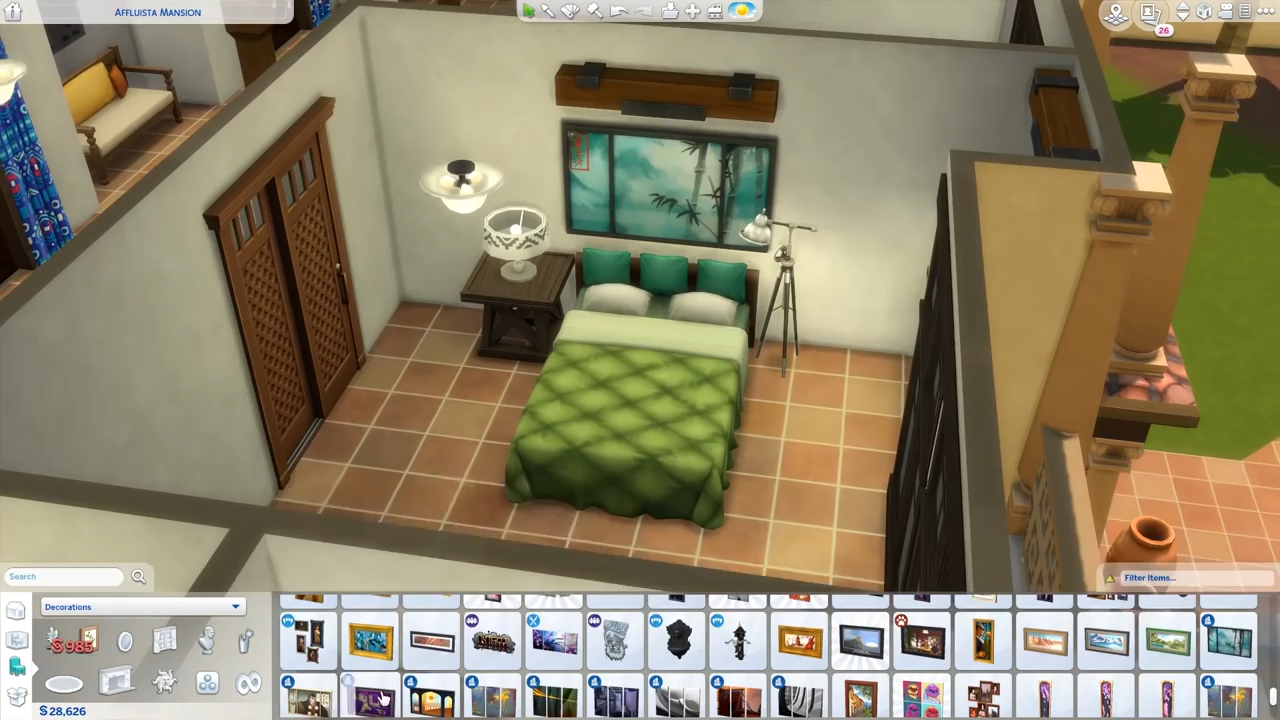 AFFLUISTA MANSION
26
Search
Filter Items...
Decorations
§985
§28,626